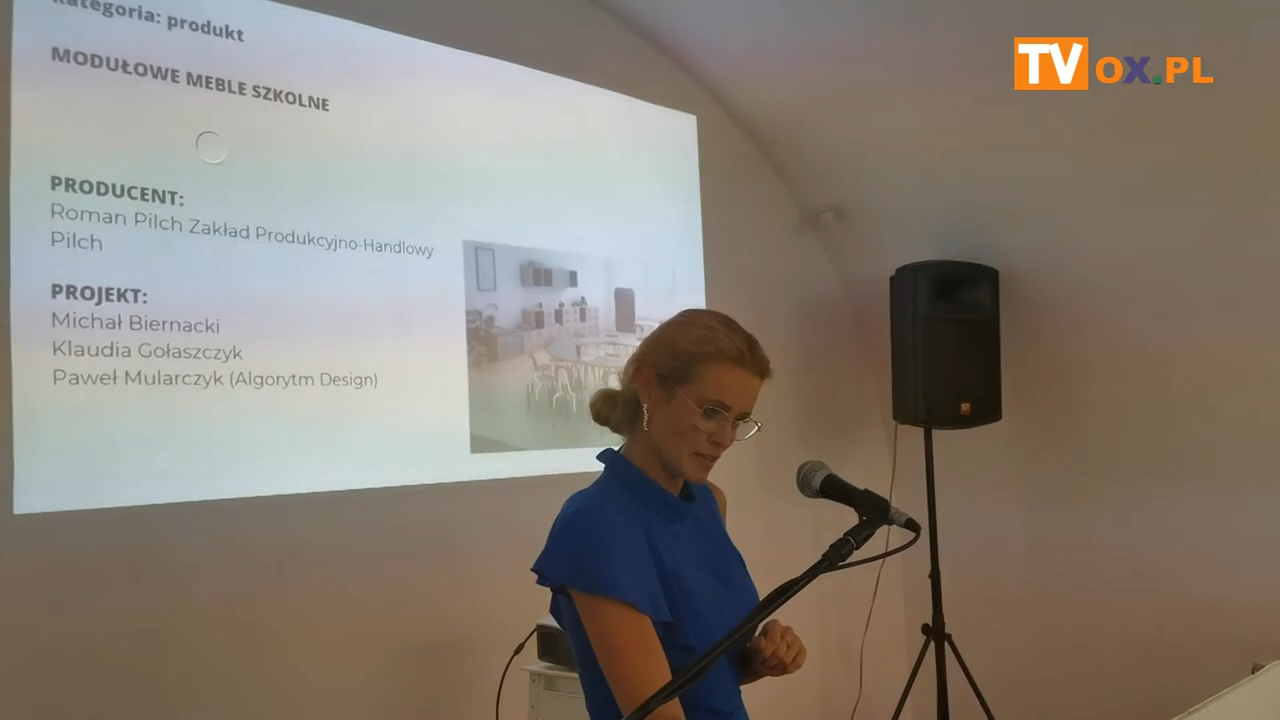 kategoria: produkt
MODUŁOWE MEBLE SZKOLNE
PRODUCENT:
Roman Pilch Zakład Produkcyjno-Handlowy
Pilch
PROJEKT:
Michał Biernacki
Klaudia Gołaszczyk
Paweł Mularczyk (Algorytm Design)
TVOX.PL